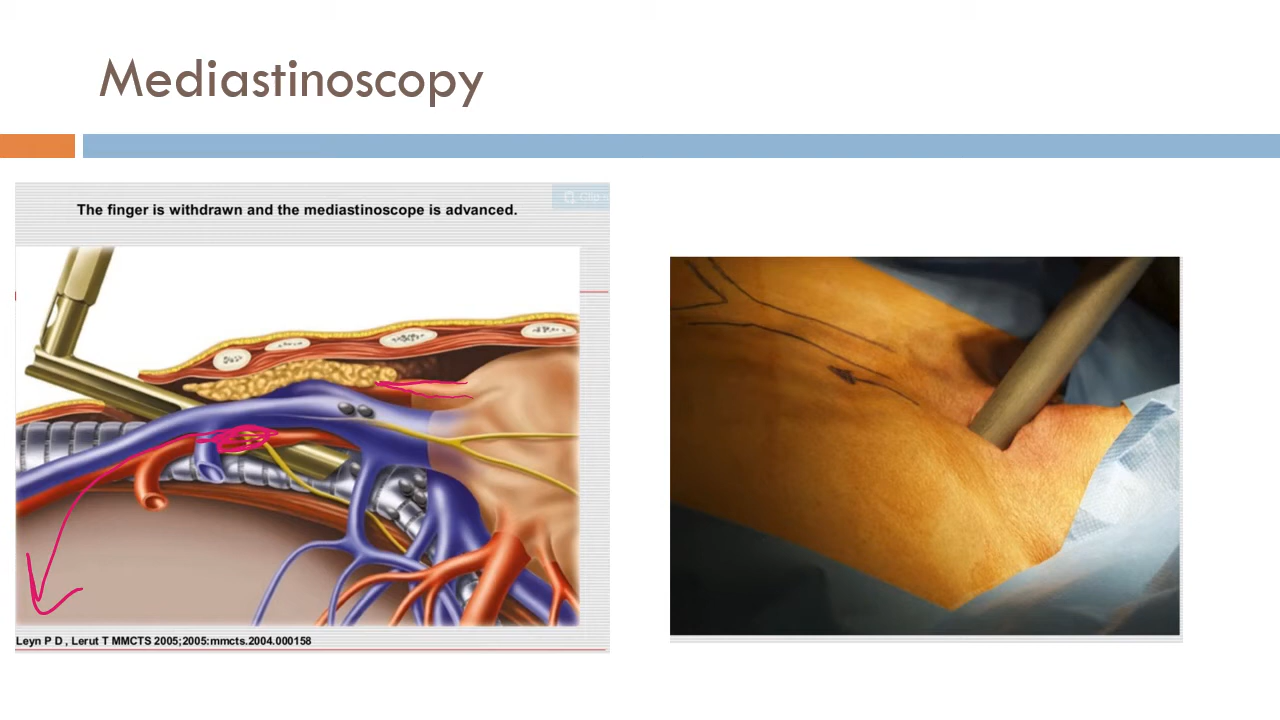 Mediastinoscopy
The finger is withdrawn and the mediastinoscope is advanced.
Leyn P D , Lerut T MMCTS 2005;2005:mmcts.2004.000158